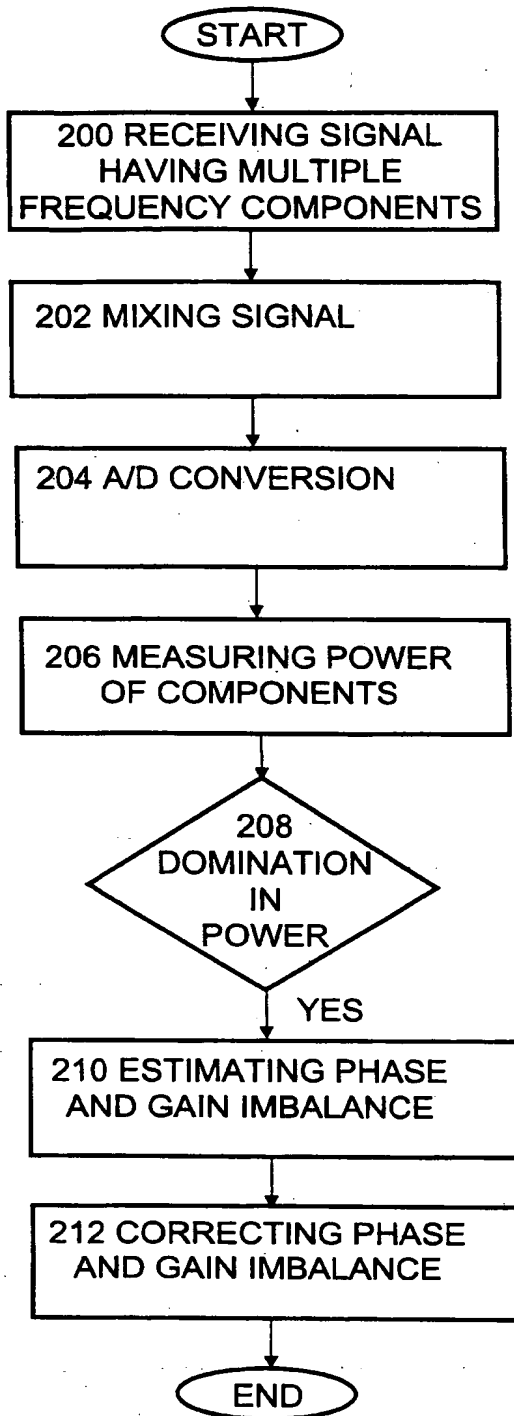 START
200 RECEIVING SIGNAL
HAVING MULTIPLE
FREQUENCY COMPONENTS
202 MIXING SIGNAL
204 A/D CONVERSION
206 MEASURING POWER
OF COMPONENTS
208
DOMINATION
IN
POWER
YES
210 ESTIMATING PHASE
AND GAIN IMBALANCE
212 CORRECTING PHASE
AND GAIN IMBALANCE
END